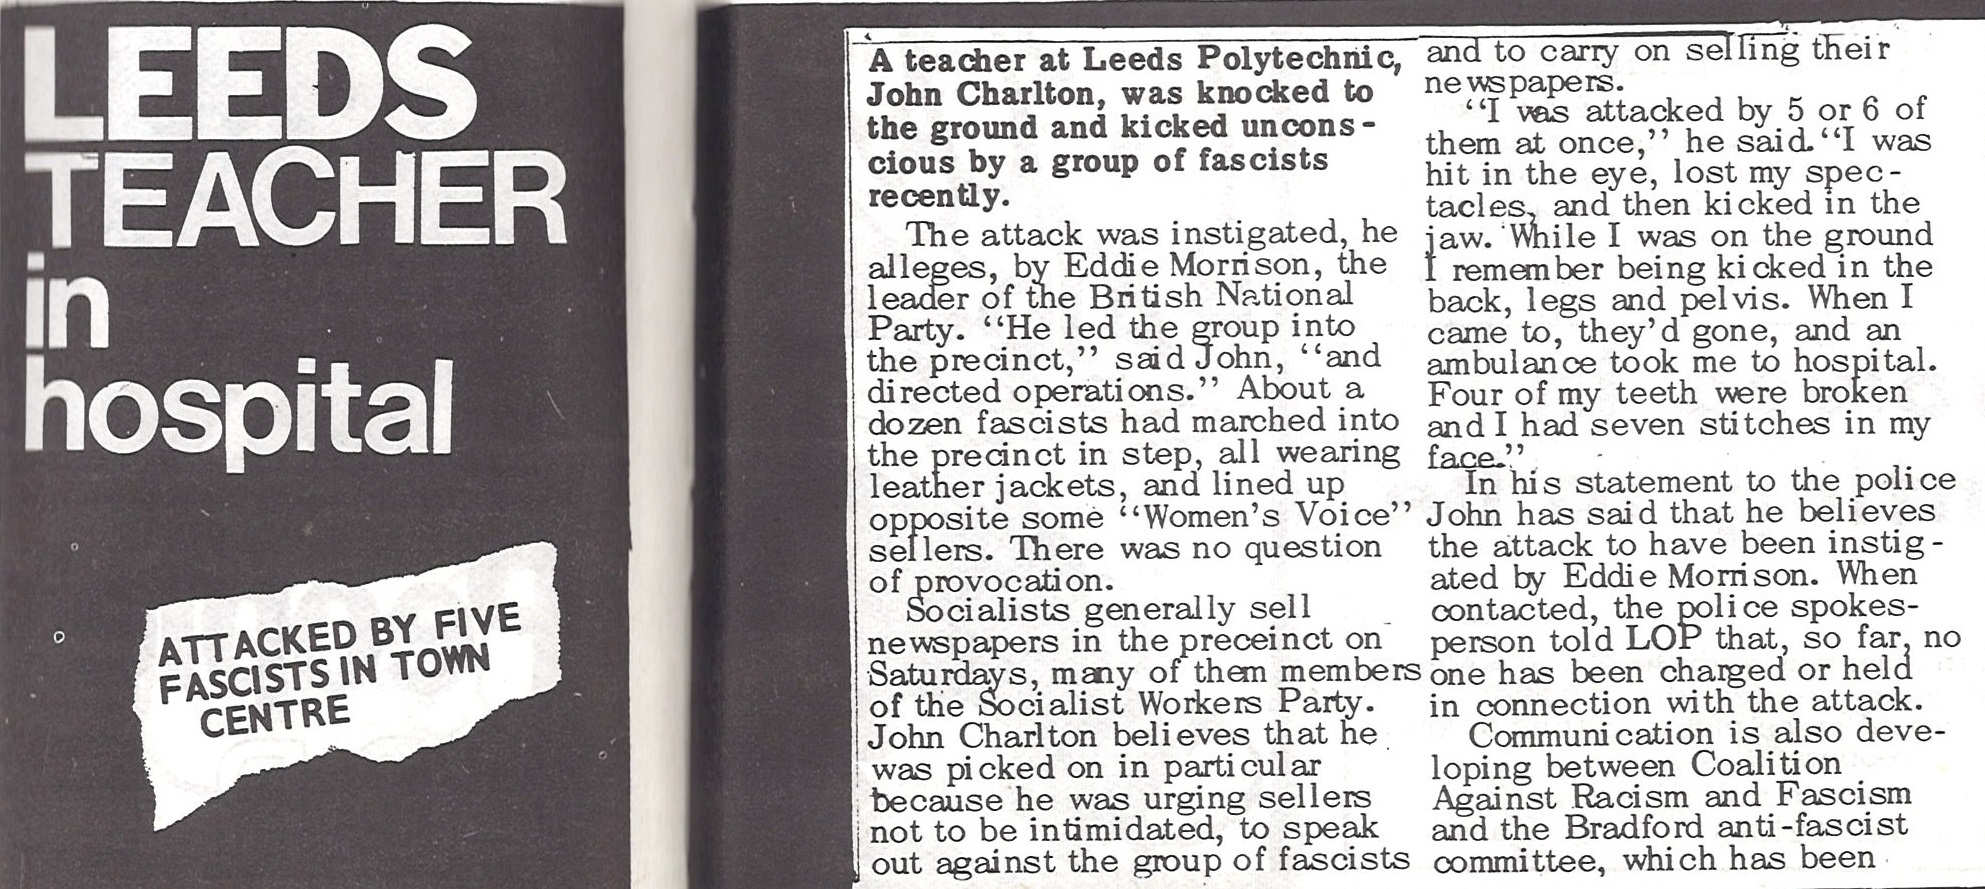 LEEDS
TEACHER
in
hospital
ATTACKED BY FIVE
FASCISTS IN TOWN
CENTRE
A teacher at Leeds Polytechnic,
John Charlton, was knocked to
the ground and kicked uncons-
cious by a group of fascists
recently.
The attack was instigated, he
alleges, by Eddie Morrison, the
leader of the British National
Party. “He led the group into
the precinct,” said John, “and
directed operations.” About a
dozen fascists had marched into
the precinct in step, all wearing
leather jackets, and lined up
opposite some “Women's Voice”
sellers. There was no question
of provocation.
Socialists generally sell
newspapers in the preceinct on
Saturdays, many of them members
of the Socialist Workers Party.
John Charlton believes that he
was picked on in particular
because he was urging sellers
not to be intimidated, to speak
out against the group of fascists
and to carry on selling their
newspapers.
“I was attacked by 5 or 6 of
them at once,” he said. “I was
hit in the eye, lost my spec-
tacles, and then kicked in the
jaw. While I was on the ground
I remember being kicked in the
back, legs and pelvis. When I
came to, they'd gone, and an
ambulance took me to hospital.
Four of my teeth were broken
and I had seven stitches in my
face.”
In his statement to the police
John has said that he believes
the attack to have been instig-
ated by Eddie Morrison. When
contacted, the police spokes-
person told LOP that, so far, no
one has been charged or held
in connection with the attack.
Communication is also deve-
loping between Coalition
Against Racism and Fascism
and the Bradford anti-fascist
committee, which has been